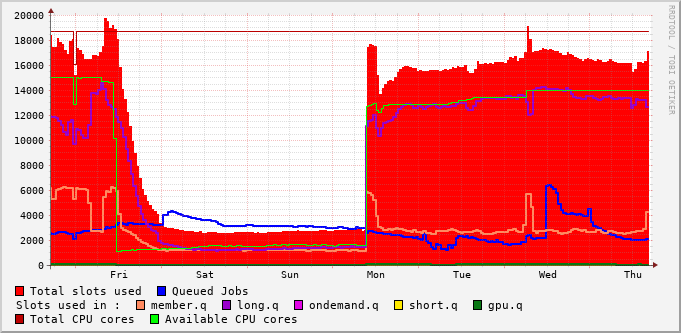 20000
18000
16000
14000
12000
10000
8000
6000
4000
2000
0
Fri Sat Sun Mon Tue Wed Thu
RRDTOOL / TOBI OETIKER
Total slots used Queued Jobs
Slots used in : member.q long.q ondemand.q short.q gpu.q
Total CPU cores Available CPU cores